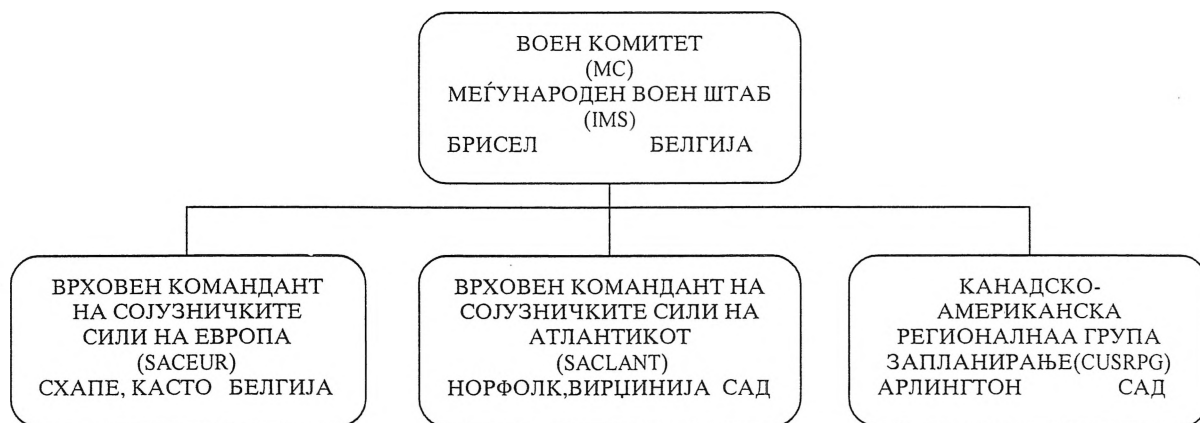 ВОЕН КОМИТЕТ
(MC)
МЕЃУНАРОДЕН ВОЕН ШТАБ
(IMS)
БРИСЕЛ БЕЛГИЈА
ВРХОВЕН КОМАНДАНТ
НА СОЈУЗНИЧКИТЕ
СИЛИ НА ЕВРОПА
(SACEUR)
СХАПЕ, КАСТО БЕЛГИЈА
ВРХОВЕН КОМАНДАНТ НА
СОЈУЗНИЧКИТЕ СИЛИ НА
АТЛАНТИКОТ
(SACLANT)
НОРФОЛК,ВИРЏИНИЈА САД
КАНАДСКО-
АМЕРИКАНСКА
РЕГИОНАЛНАА ГРУПА
ЗАПЛАНИРАЊЕ(CUSRPG)
АРЛИНГТОН САД